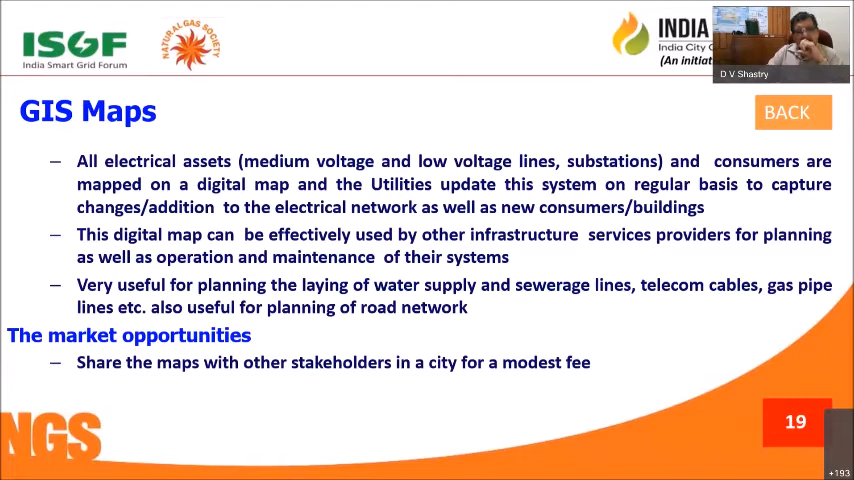 ISGF
India Smart Grid Forum
NATURAL GAS SOCIETY
INDIA
India City G
(An initiat
D V Shastry
GIS Maps
BACK
– All electrical assets (medium voltage and low voltage lines, substations) and consumers are
mapped on a digital map and the Utilities update this system on regular basis to capture
changes/addition to the electrical network as well as new consumers/buildings
– This digital map can be effectively used by other infrastructure services providers for planning
as well as operation and maintenance of their systems
– Very useful for planning the laying of water supply and sewerage lines, telecom cables, gas pipe
lines etc. also useful for planning of road network
The market opportunities
– Share the maps with other stakeholders in a city for a modest fee
NGS
19
+193